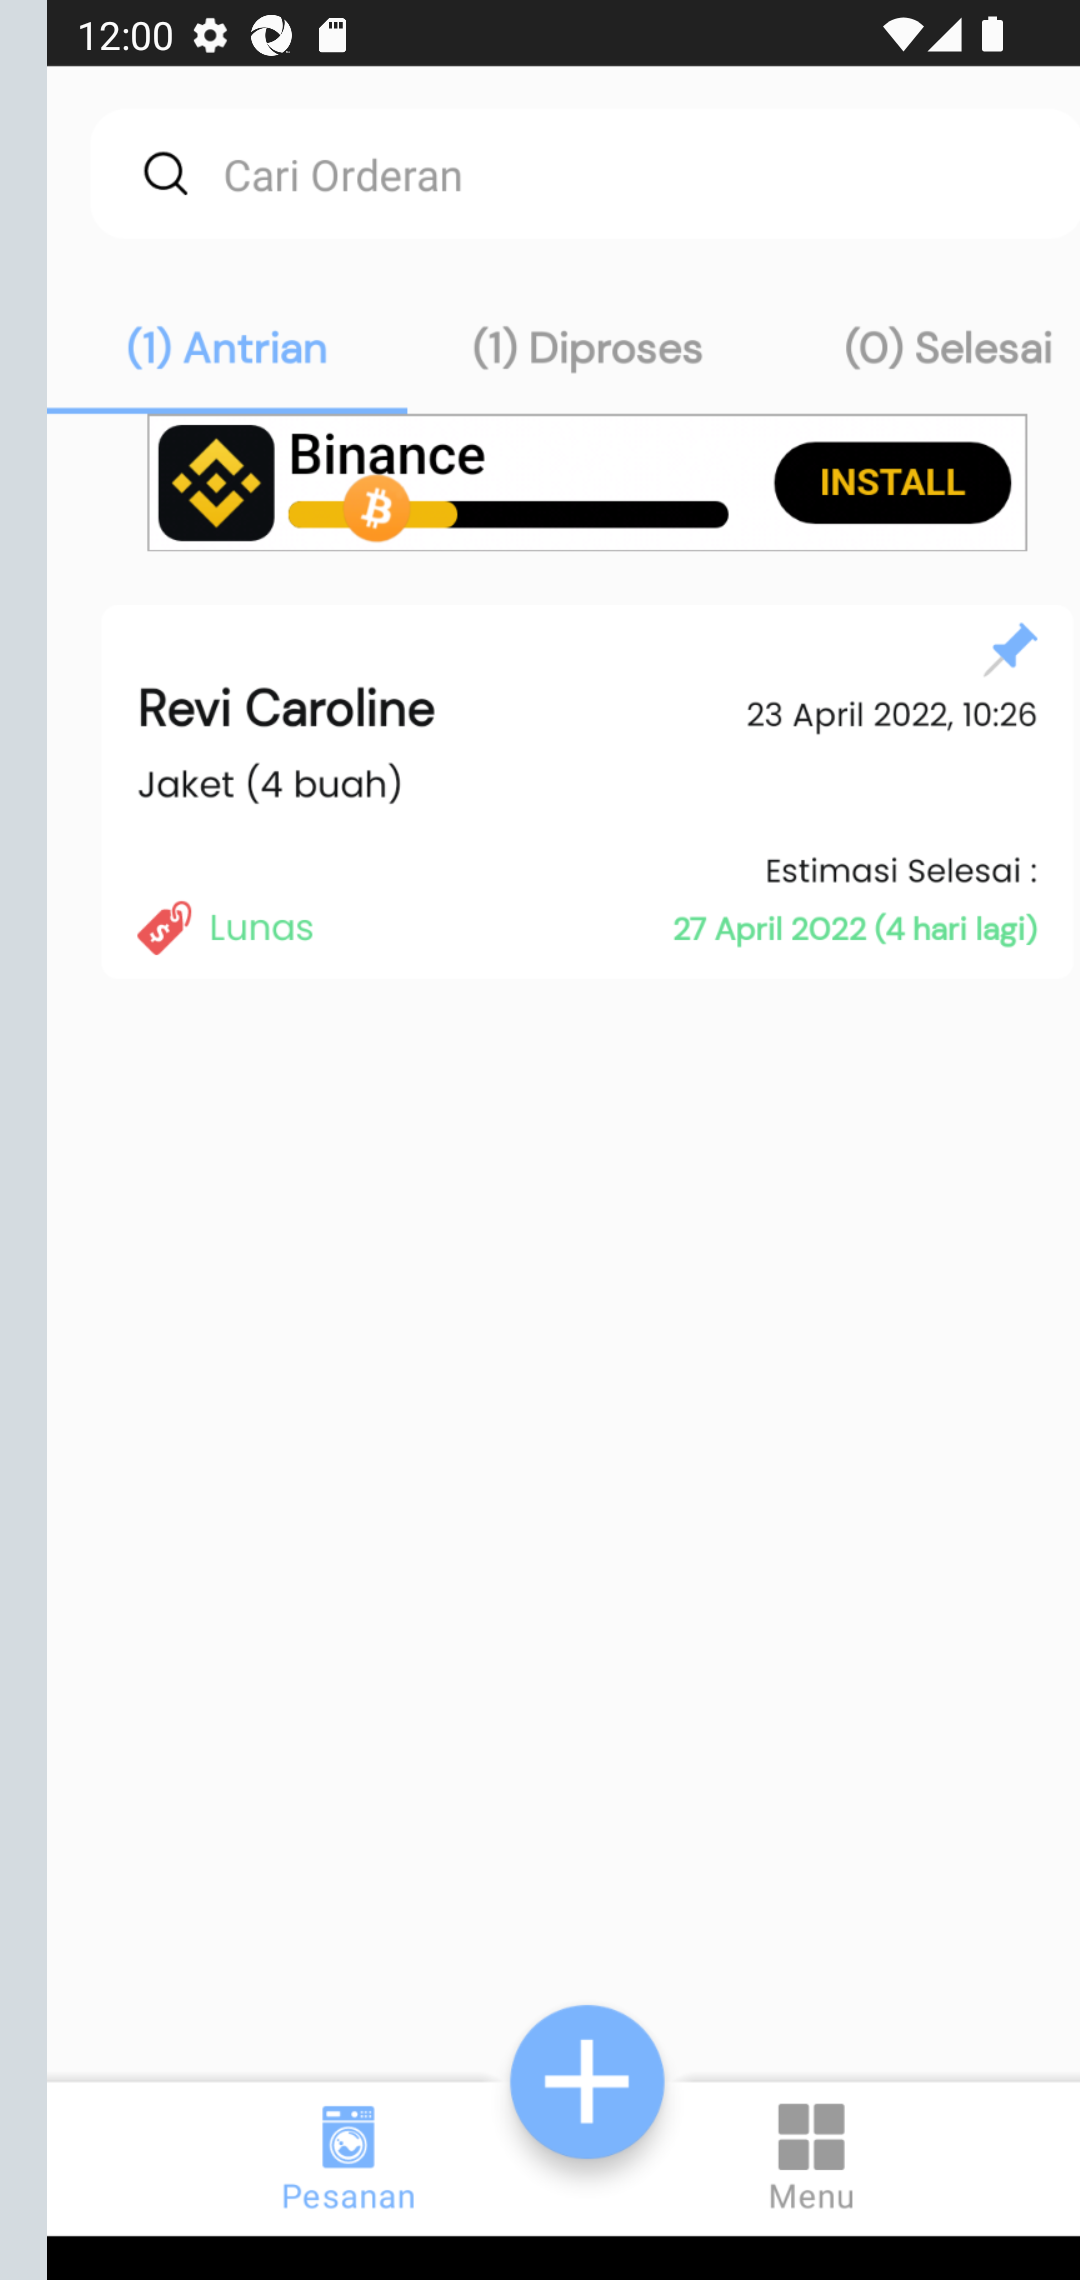 12:00
Cari Orderan
(1) Antrian
(1) Diproses
(0) Selesai
Binance
INSTALL
Revi Caroline
23 April 2022, 10:26
Jaket (4 buah)
Estimasi Selesai :
Lunas
27 April 2022 (4 hari lagi)
Pesanan
Menu